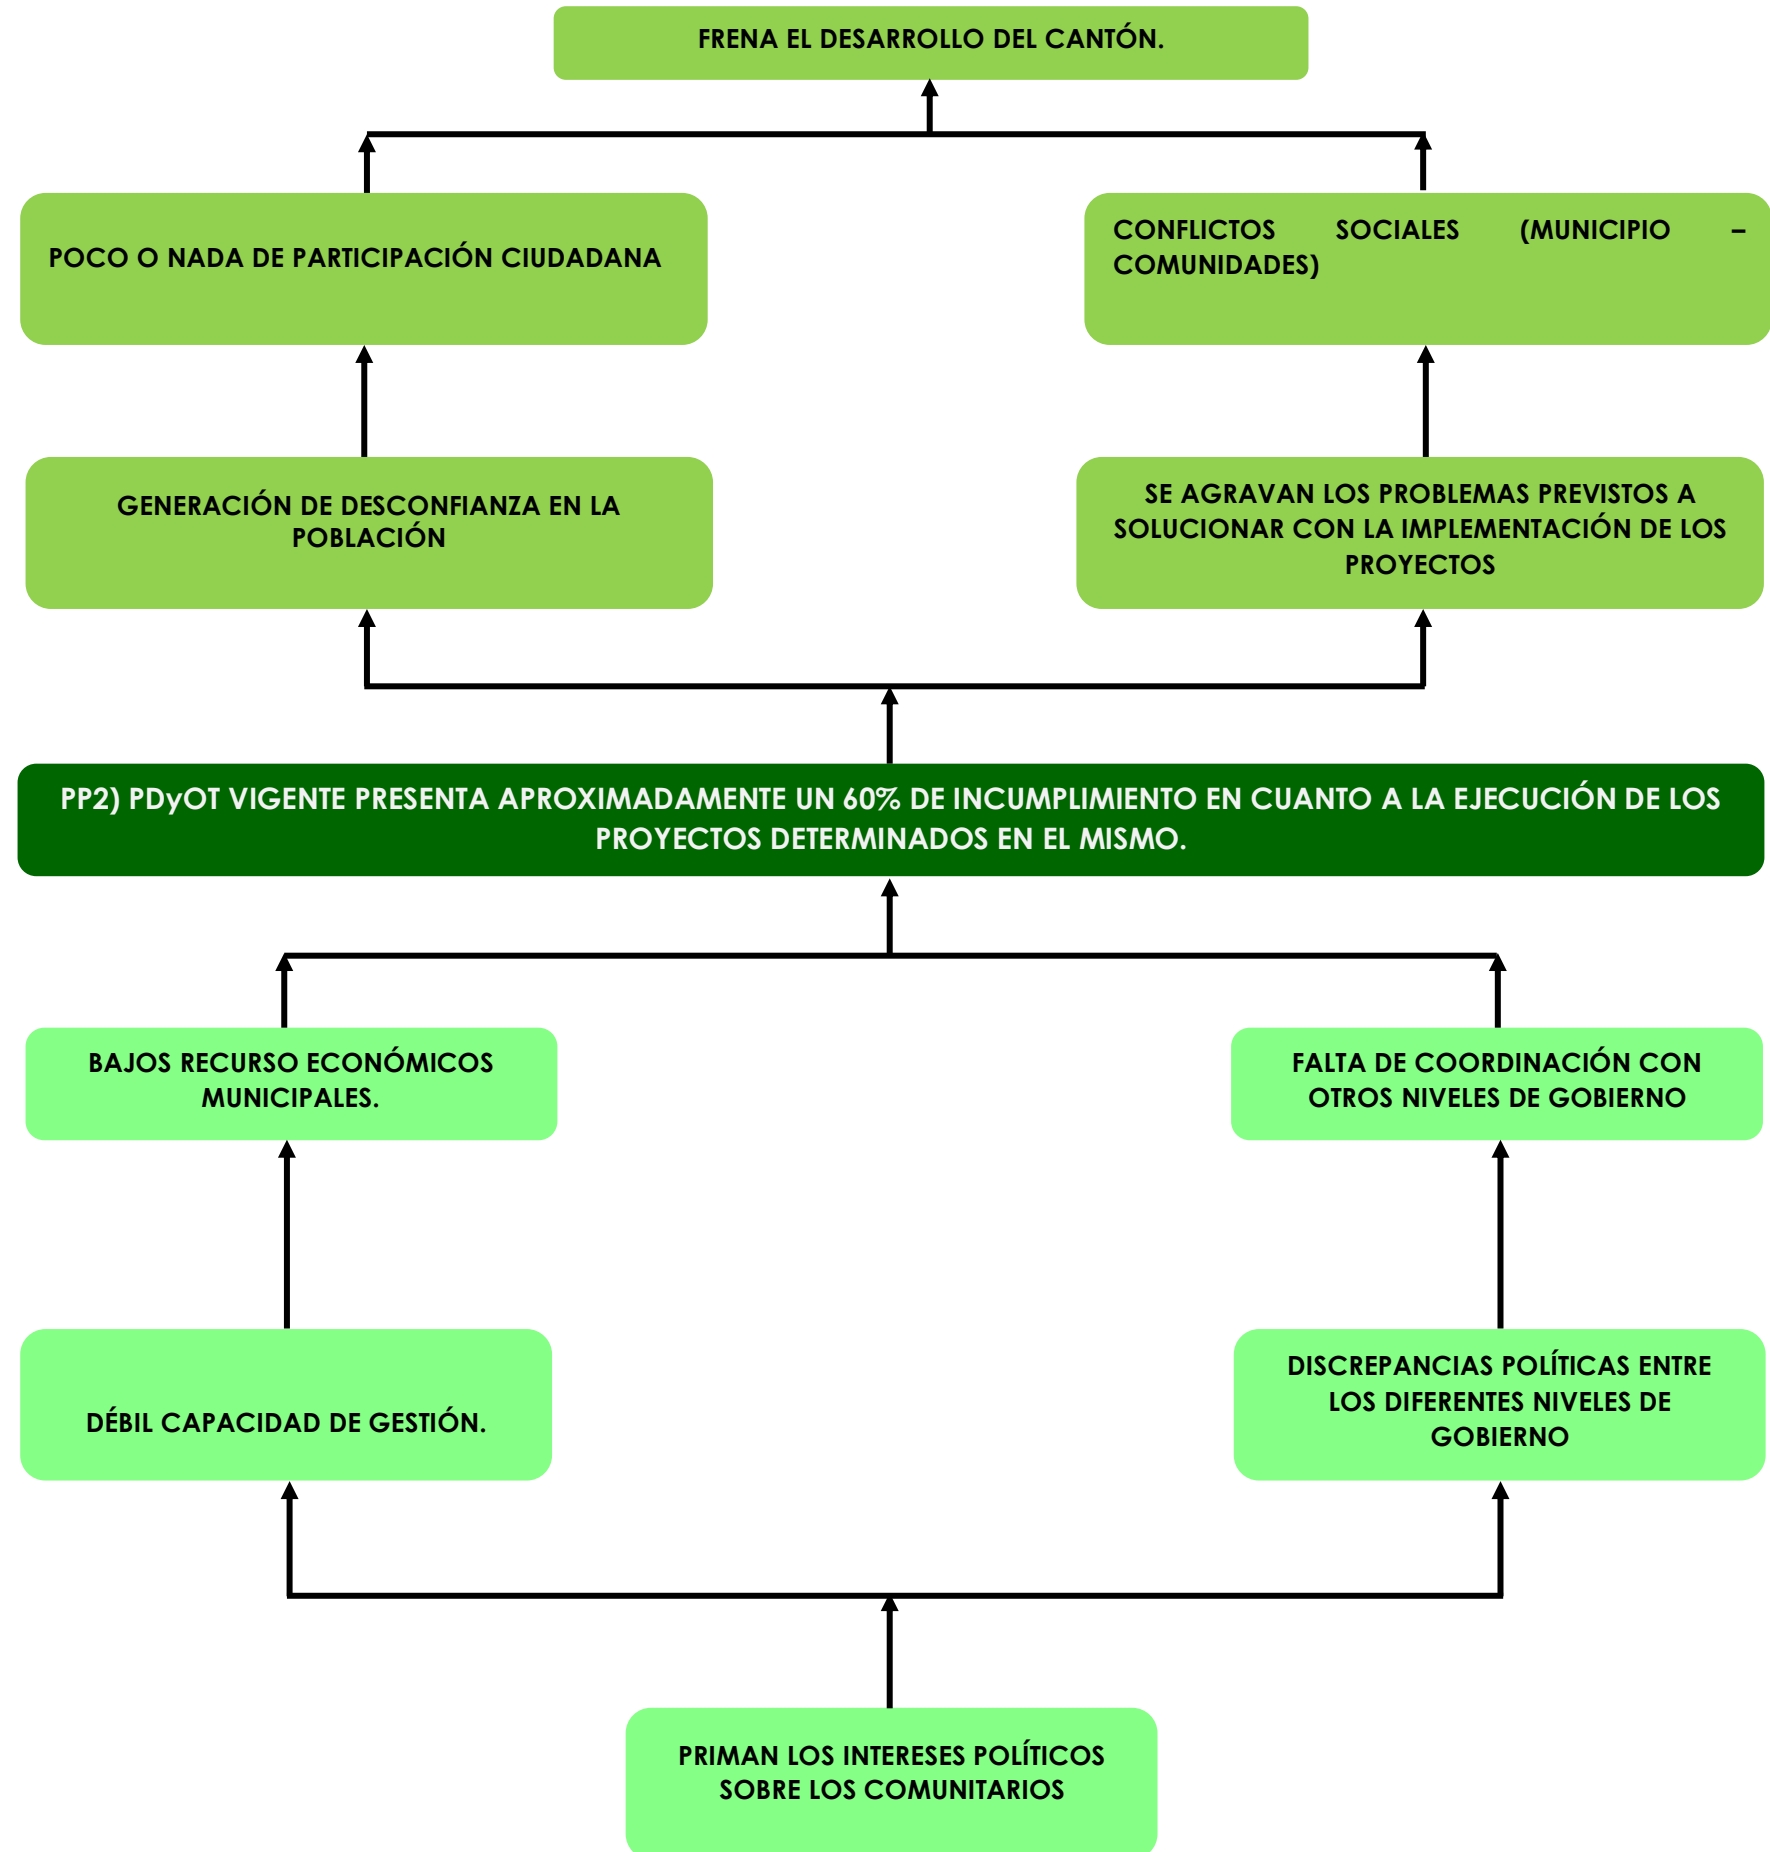 FRENA EL DESARROLLO DEL CANTÓN.
POCO O NADA DE PARTICIPACIÓN CIUDADANA
CONFLICTOS SOCIALES (MUNICIPIO –
COMUNIDADES)
GENERACIÓN DE DESCONFIANZA EN LA
POBLACIÓN
SE AGRAVAN LOS PROBLEMAS PREVISTOS A
SOLUCIONAR CON LA IMPLEMENTACIÓN DE LOS
PROYECTOS
PP2) PDyOT VIGENTE PRESENTA APROXIMADAMENTE UN 60% DE INCUMPLIMIENTO EN CUANTO A LA EJECUCIÓN DE LOS
PROYECTOS DETERMINADOS EN EL MISMO.
BAJOS RECURSO ECONÓMICOS
MUNICIPALES.
FALTA DE COORDINACIÓN CON
OTROS NIVELES DE GOBIERNO
DÉBIL CAPACIDAD DE GESTIÓN.
DISCREPANCIAS POLÍTICAS ENTRE
LOS DIFERENTES NIVELES DE
GOBIERNO
PRIMAN LOS INTERESES POLÍTICOS
SOBRE LOS COMUNITARIOS